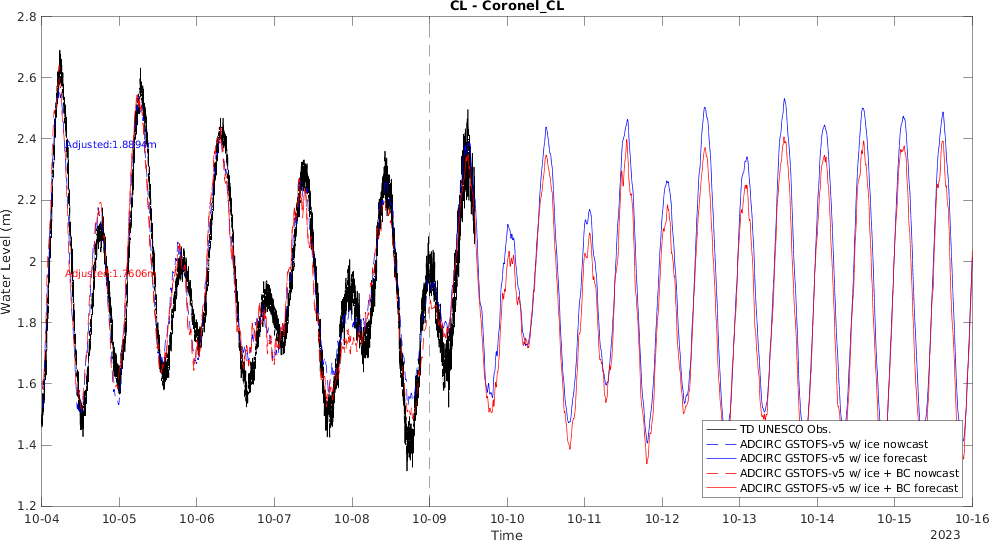 CL - Coronel_CL
2.8
2.6
2.4
2.2
2
1.8
1.6
1.4
1.2
Water Level (m)
Adjusted:1.8894m
Adjusted:1.7606m
TD UNESCO Obs.
ADCIRC GSTOFS-v5 w/ ice nowcast
ADCIRC GSTOFS-v5 w/ ice forecast
ADCIRC GSTOFS-v5 w/ ice + BC nowcast
ADCIRC GSTOFS-v5 w/ ice + BC forecast
10-04 10-05 10-06 10-07 10-08 10-09 10-10 10-11 10-12 10-13 10-14 10-15 10-16
Time
2023